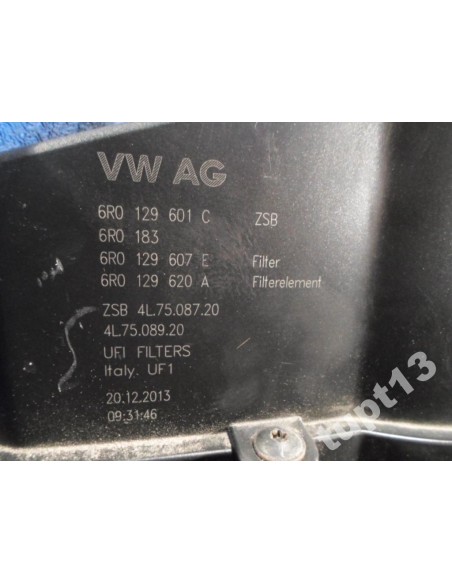 VW AG
6R0 129 601 C ZSB
6R0 183
6R0 129 607 E Filter
6R0 129 620 A Filterelement
ZSB 4L.75.087.20
4L.75.089.20
UFI FILTERS
Italy. UF1
20.12.2013
09:31:46
topt13